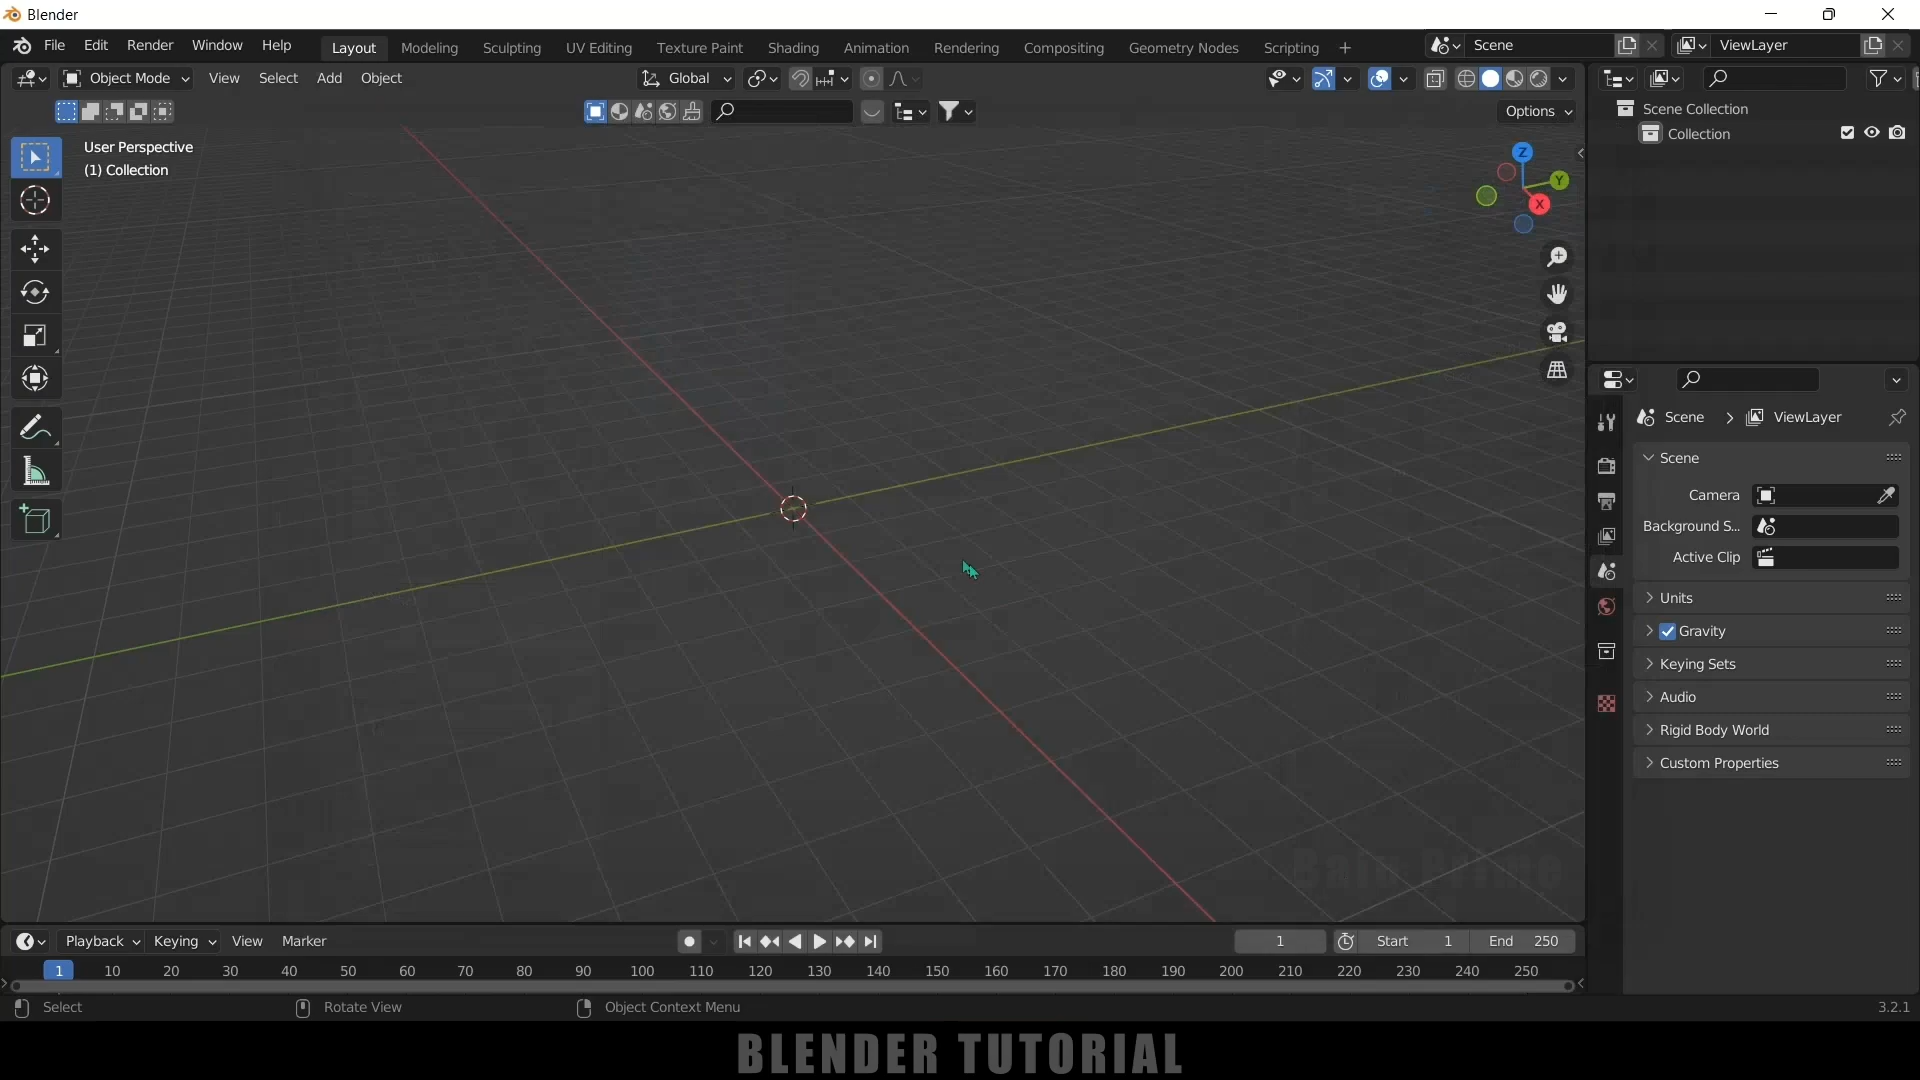 Blender
File Edit Render Window Help Layout Modeling Sculpting UV Editing Texture Paint Shading Animation Rendering Compositing Geometry Nodes Scripting + Scene ViewLayer
Object Mode View Select Add Object Global
Options
User Perspective
(1) Collection
Z
Y
X
Scene Collection
Collection
Scene > ViewLayer
Scene
Camera
Background S...
Active Clip
Units
Gravity
Keying Sets
Audio
Rigid Body World
Custom Properties
Balu Prime
Playback Keying View Marker 1 Start 1 End 250
1 10 20 30 40 50 60 70 80 90 100 110 120 130 140 150 160 170 180 190 200 210 220 230 240 250
Select Rotate View Object Context Menu 3.2.1
BLENDER TUTORIAL